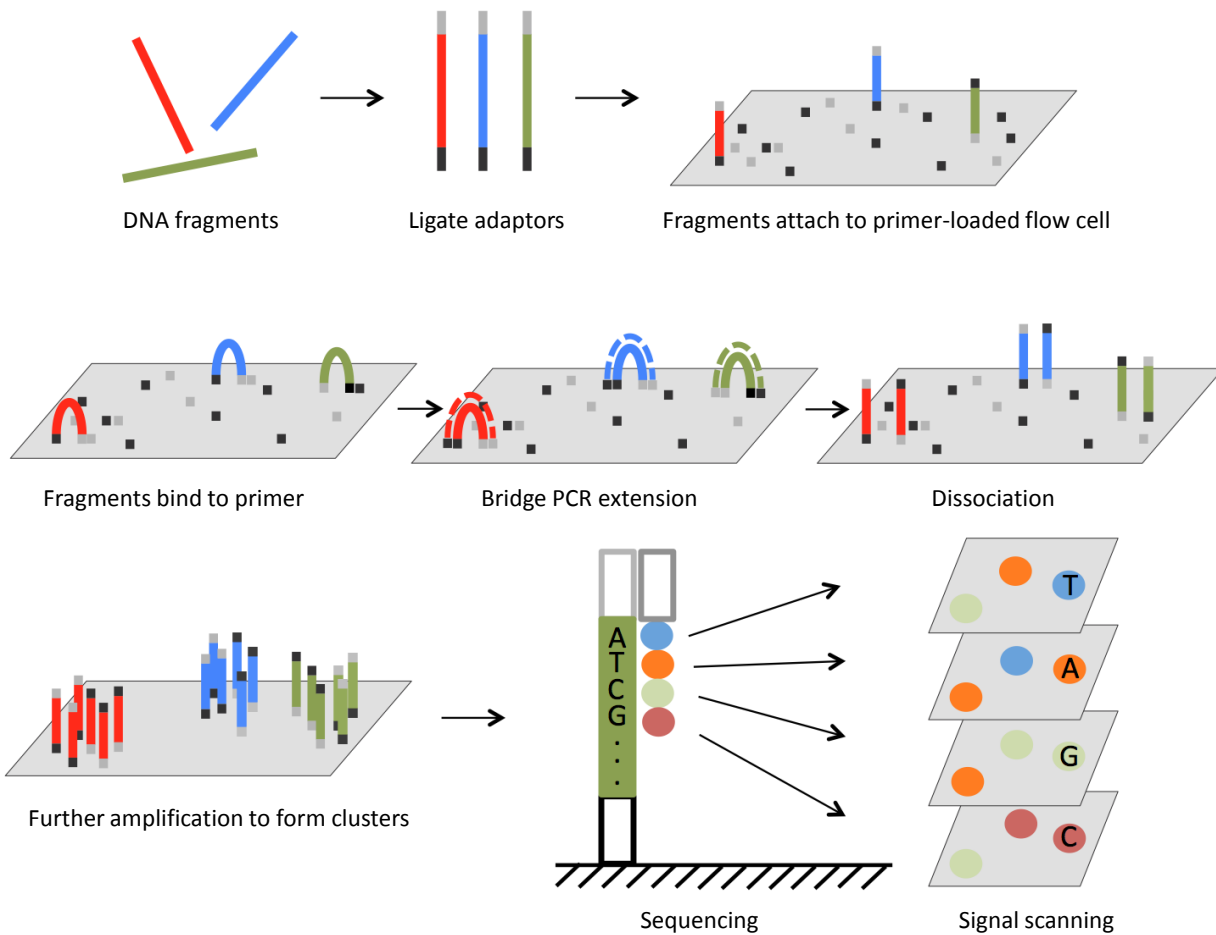 DNA fragments
Ligate adaptors
Fragments attach to primer-loaded flow cell
Fragments bind to primer
Bridge PCR extension
Dissociation
Further amplification to form clusters
A
T
C
G
.
.
.
Sequencing
T
A
G
C
Signal scanning